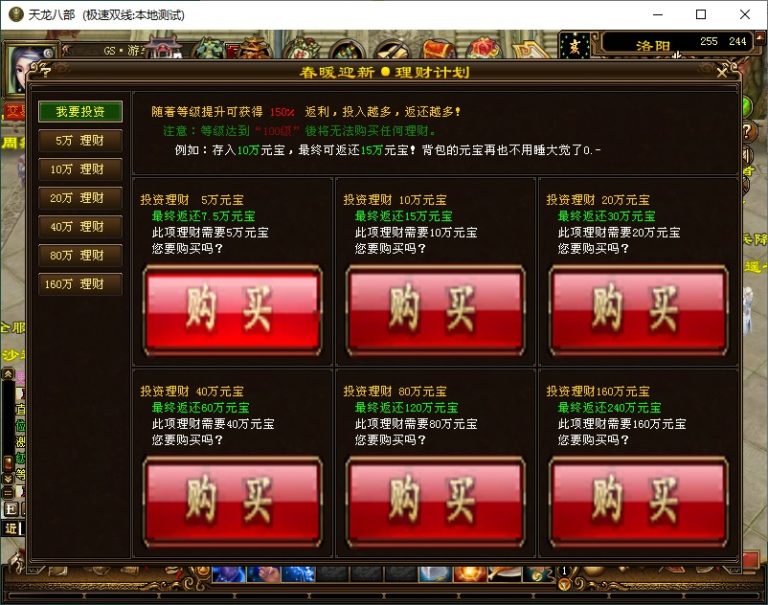 天龙八部 (极速双线:本地测试)
GS·游
玄
洛阳 255 244
春暖迎新●理财计划
我要投资
5万 理财
10万 理财
20万 理财
40万 理财
80万 理财
160万 理财
随着等级提升可获得 150% 返利，投入越多，返还越多!
注意：等级达到“100级”後将无法购买任何理财。
例如：存入10万元宝，最终可返还15万元宝! 背包的元宝再也不用睡大觉了0.-
投资理财 5万元宝
最终返还7.5万元宝
此项理财需要5万元宝
您要购买吗?
购买
投资理财 10万元宝
最终返还15万元宝
此项理财需要10万元宝
您要购买吗?
购买
投资理财 20万元宝
最终返还30万元宝
此项理财需要20万元宝
您要购买吗?
购买
投资理财 40万元宝
最终返还60万元宝
此项理财需要40万元宝
您要购买吗?
购买
投资理财 80万元宝
最终返还120万元宝
此项理财需要80万元宝
您要购买吗?
购买
投资理财160万元宝
最终返还240万元宝
此项理财需要160万元宝
您要购买吗?
购买
近
1